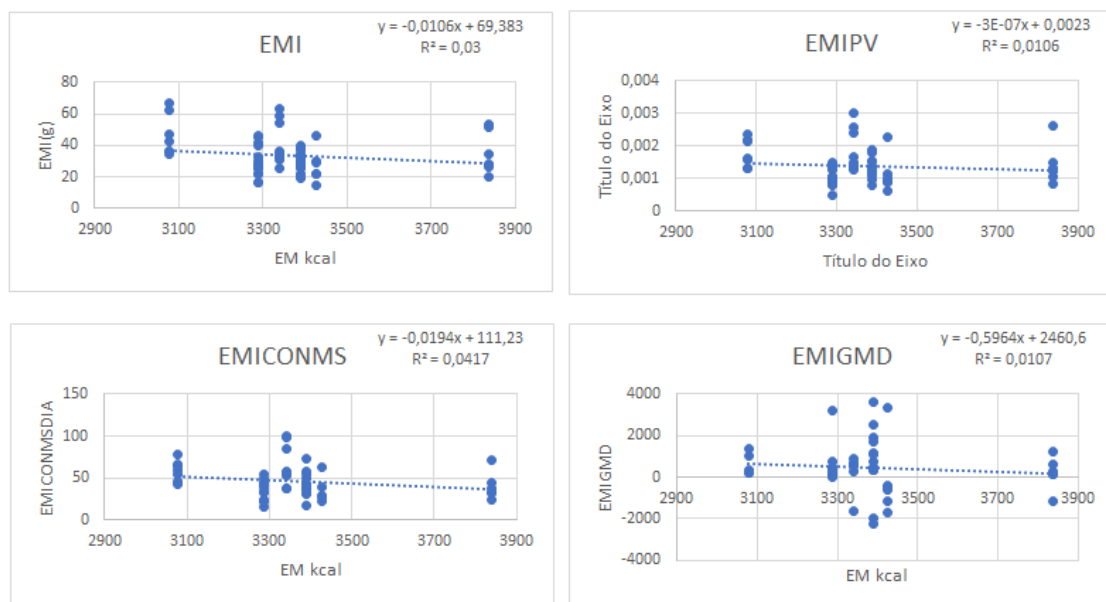 y = -0,0106x + 69,383
R² = 0,03
EMI
80
60
40
20
0
EMI(g)
2900 3100 3300 3500 3700 3900
EM kcal
y = -3E-07x + 0,0023
R² = 0,0106
EMIPV
0,004
0,003
0,002
0,001
0
Título do Eixo
2900 3100 3300 3500 3700 3900
Título do Eixo
y = -0,0194x + 111,23
R² = 0,0417
EMICONMS
150
100
50
0
EMICONMSDIA
2900 3100 3300 3500 3700 3900
EM kcal
y = -0,5964x + 2460,6
R² = 0,0107
EMIGMD
4000
2000
0
-2000
-4000
EMIGMD
2900 3100 3300 3500 3700 3900
EM kcal